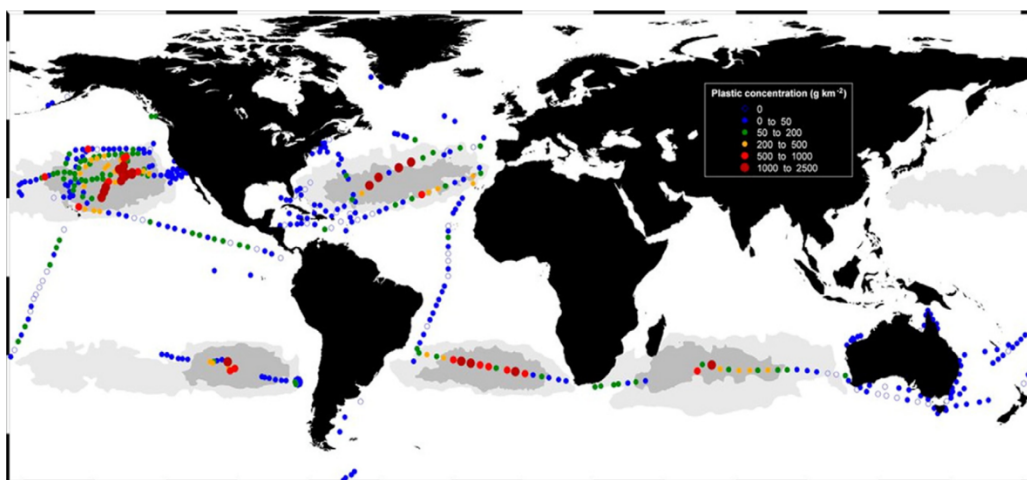 Plastic concentration (g km⁻²)
0
0 to 50
50 to 200
200 to 500
500 to 1000
1000 to 2500